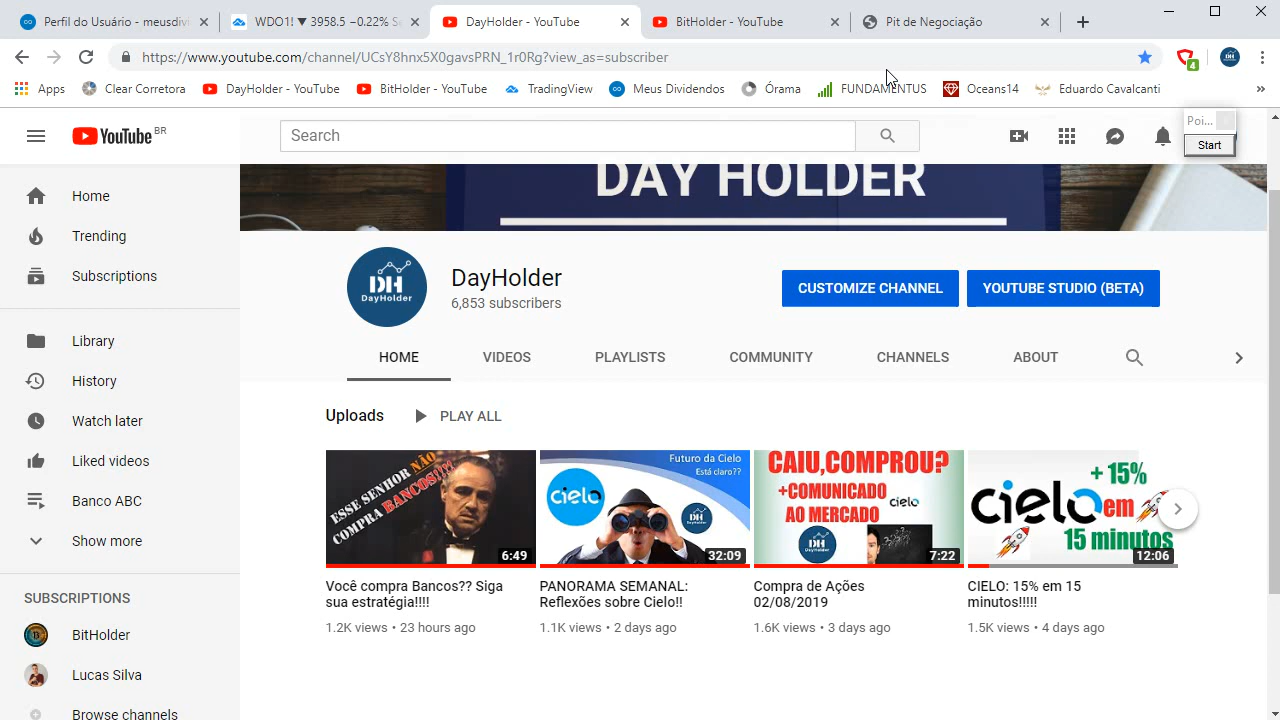 Perfil do Usuário - meusdivi
WDO1! ▼ 3958.5 −0.22% S
DayHolder - YouTube
BitHolder - YouTube
Pit de Negociação
https://www.youtube.com/channel/UCsY8hnx5X0gavsPRN_1r0Rg?view_as=subscriber
4
Apps
Clear Corretora
DayHolder - YouTube
BitHolder - YouTube
TradingView
Meus Dividendos
Órama
FUNDAMENTUS
Oceans14
Eduardo Cavalcanti
»
YouTube BR
Search
Poi...
Start
Home
Trending
Subscriptions
Library
History
Watch later
Liked videos
Banco ABC
Show more
SUBSCRIPTIONS
BitHolder
Lucas Silva
Browse channels
DAY HOLDER
DH
DayHolder
DayHolder
6,853 subscribers
CUSTOMIZE CHANNEL
YOUTUBE STUDIO (BETA)
HOME
VIDEOS
PLAYLISTS
COMMUNITY
CHANNELS
ABOUT
Uploads
PLAY ALL
ESSE SENHOR NÃO
COMPRA BANCOS!!!!
6:49
Você compra Bancos?? Siga
sua estratégia!!!!
1.2K views • 23 hours ago
Futuro da Cielo
Está claro??
cielo
DH
32:09
PANORAMA SEMANAL:
Reflexões sobre Cielo!!
1.1K views • 2 days ago
CAIU,COMPROU?
+COMUNICADO
AO MERCADO
cielo
DH
DayHolder
7:22
Compra de Ações
02/08/2019
1.6K views • 3 days ago
+ 15%
cielo em
15 minutos
12:06
CIELO: 15% em 15
minutos!!!!!
1.5K views • 4 days ago